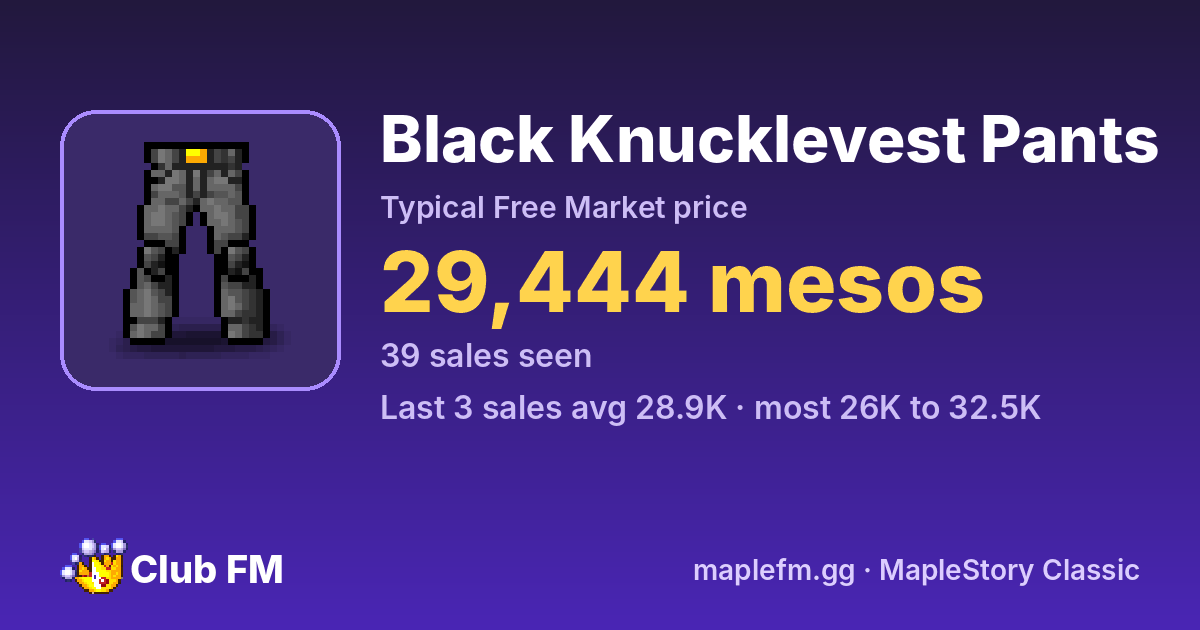 Black Knucklevest Pants
Typical Free Market price
29,444 mesos
39 sales seen
Last 3 sales avg 28.9K · most 26K to 32.5K
Club FM
maplefm.gg · MapleStory Classic